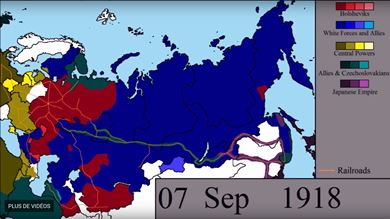 Bolsheviks
White Forces and Allies
Central Powers
Allies & Czechoslovakians
Japanese Empire
Railroads
07 Sep 1918
PLUS DE VIDÉOS